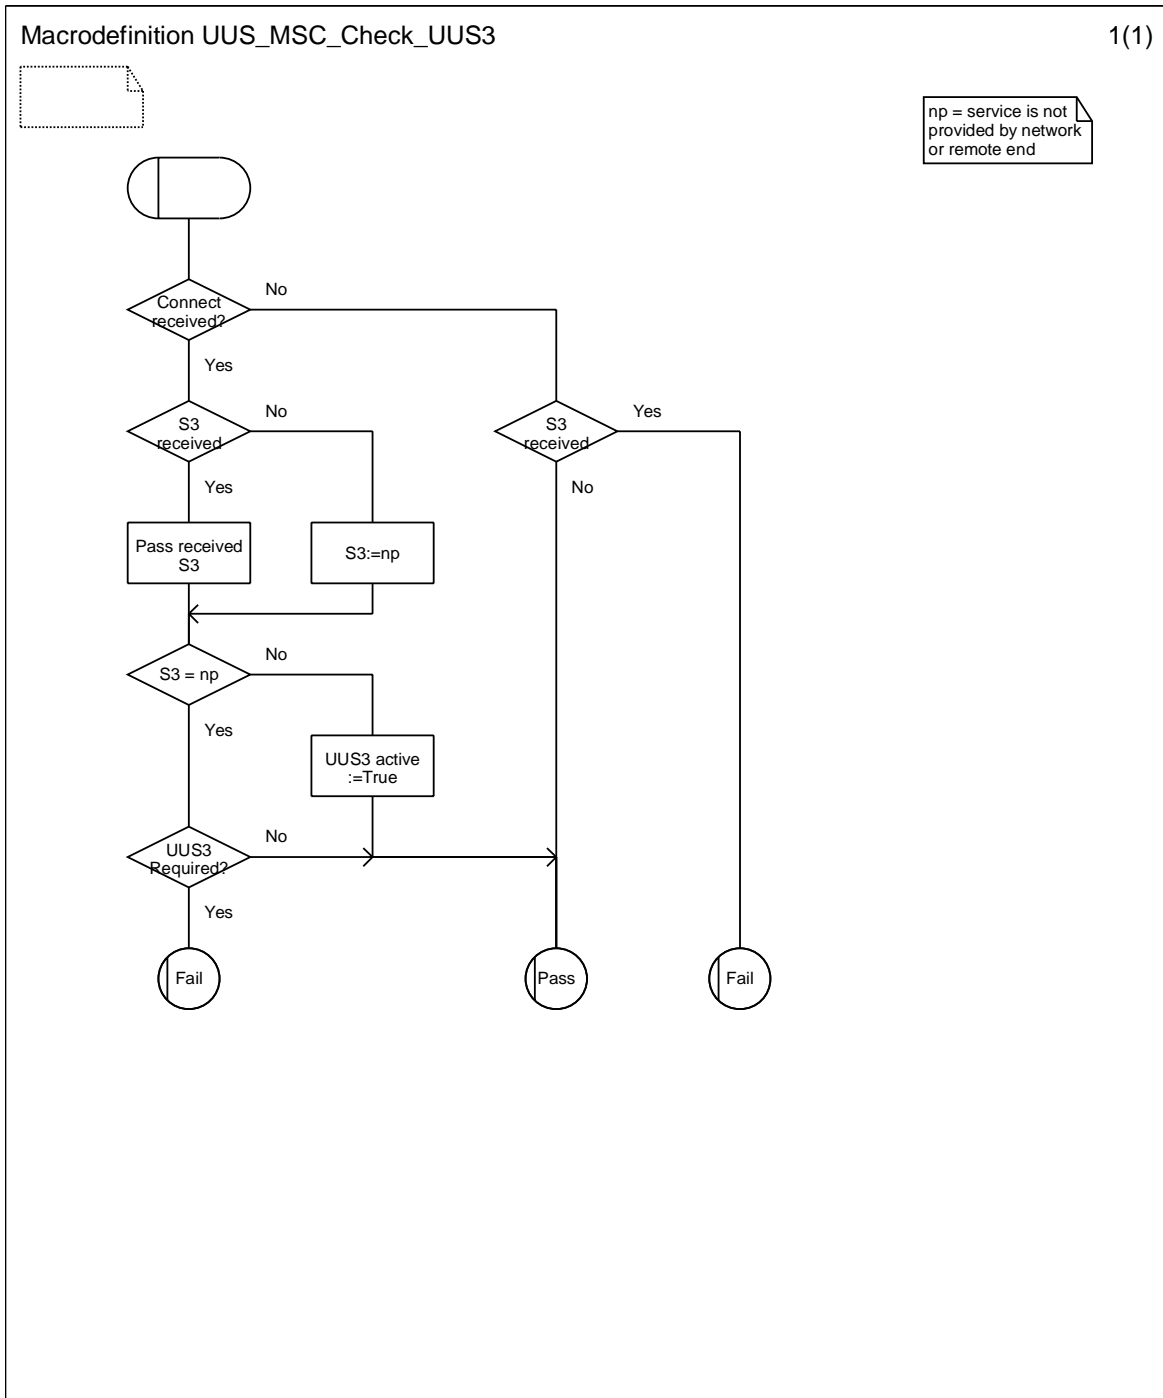 Macrodefinition UUS_MSC_Check_UUS3
1(1)
np = service is not
provided by network
or remote end
Connect
received?
No
Yes
S3
received
No
S3
received
Yes
Yes
No
Pass received
S3
S3:=np
S3 = np
No
Yes
UUS3 active
:=True
UUS3
Required?
No
Yes
Fail
Pass
Fail